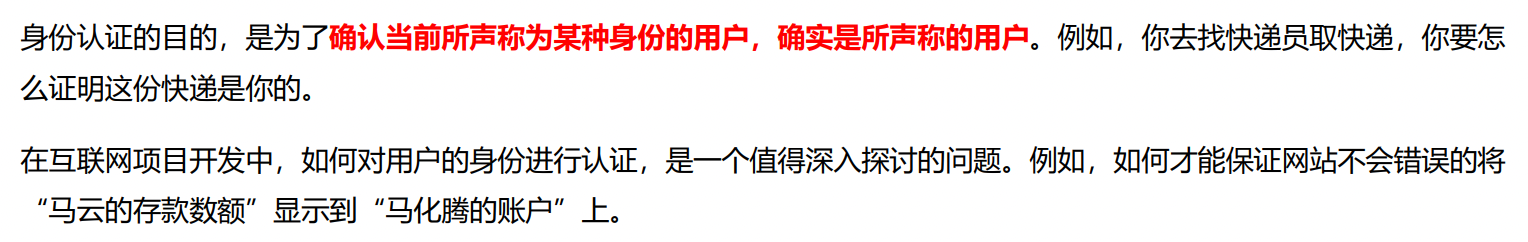 身份认证的目的，是为了确认当前所声称为某种身份的用户，确实是所声称的用户。例如，你去找快递员取快递，你要怎
么证明这份快递是你的。
在互联网项目开发中，如何对用户的身份进行认证，是一个值得深入探讨的问题。例如，如何才能保证网站不会错误的将
“马云的存款数额”显示到“马化腾的账户”上。